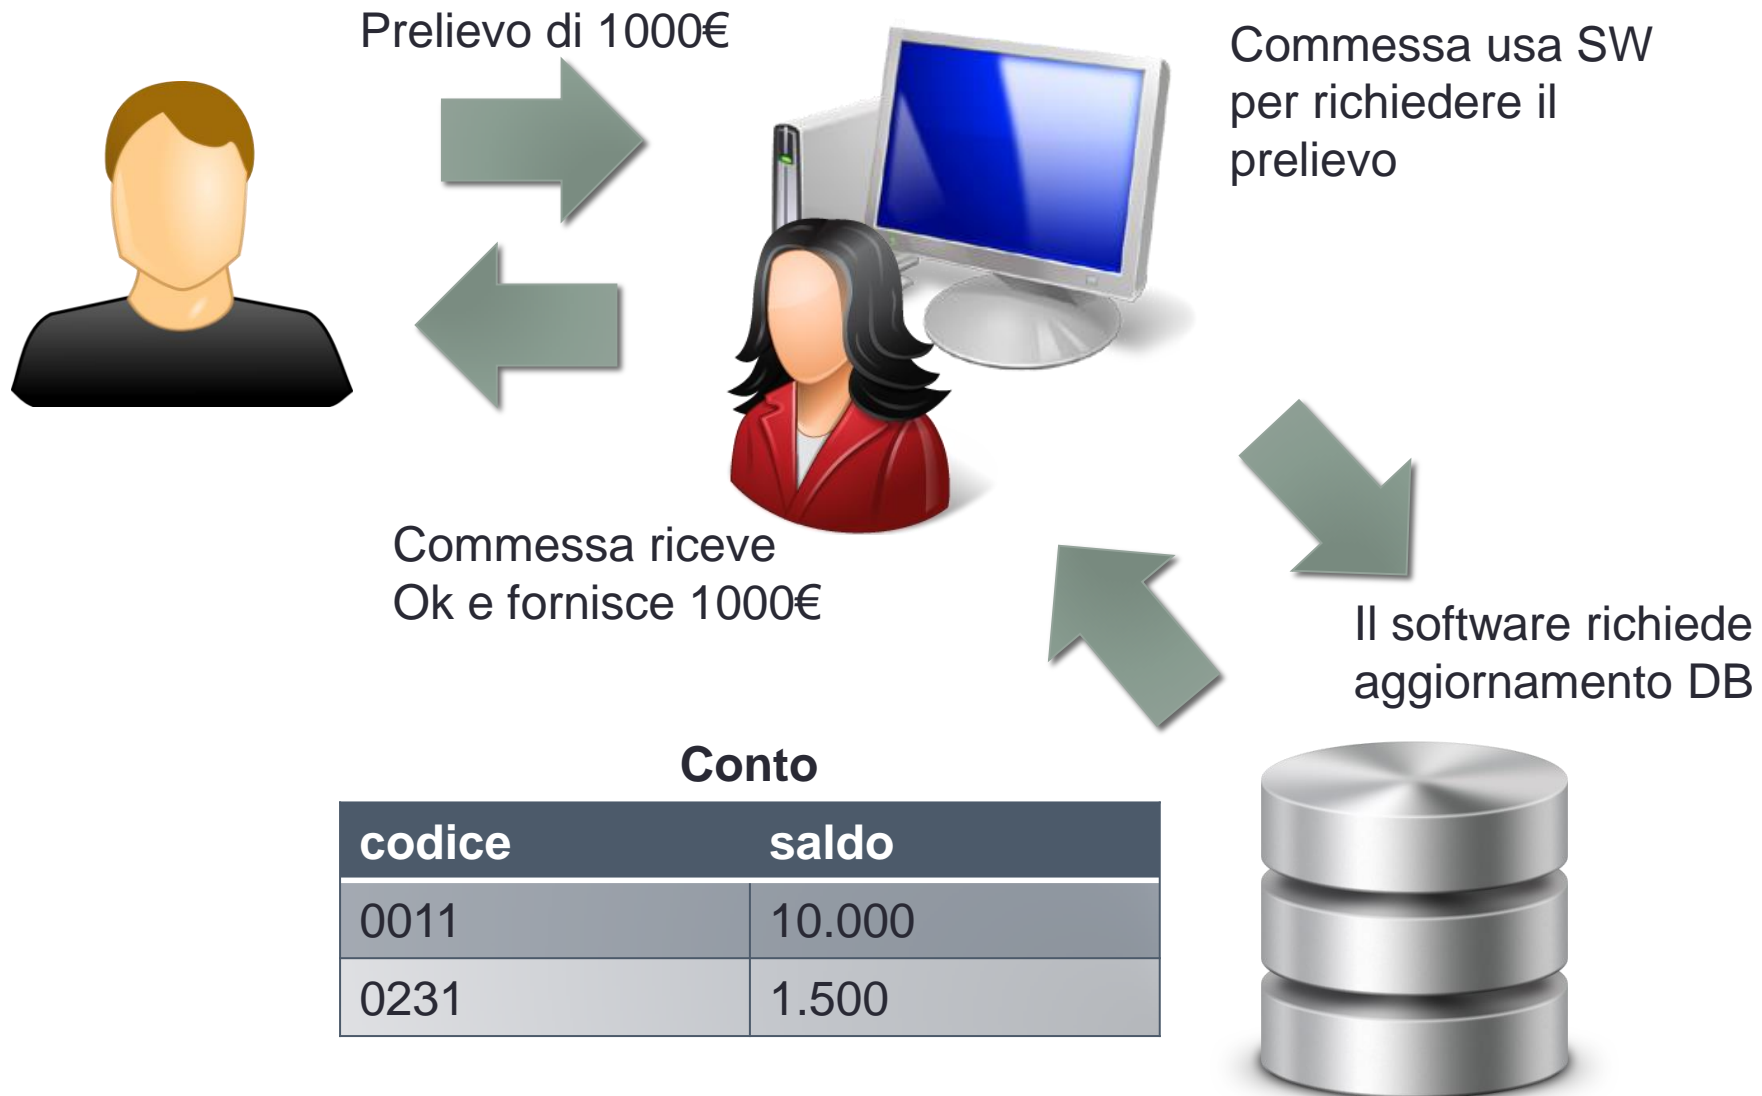 Prelievo di 1000€
Commessa usa SW
per richiedere il
prelievo
Commessa riceve
Ok e fornisce 1000€
Il software richiede
aggiornamento DB
Conto
codice saldo
0011 10.000
0231 1.500